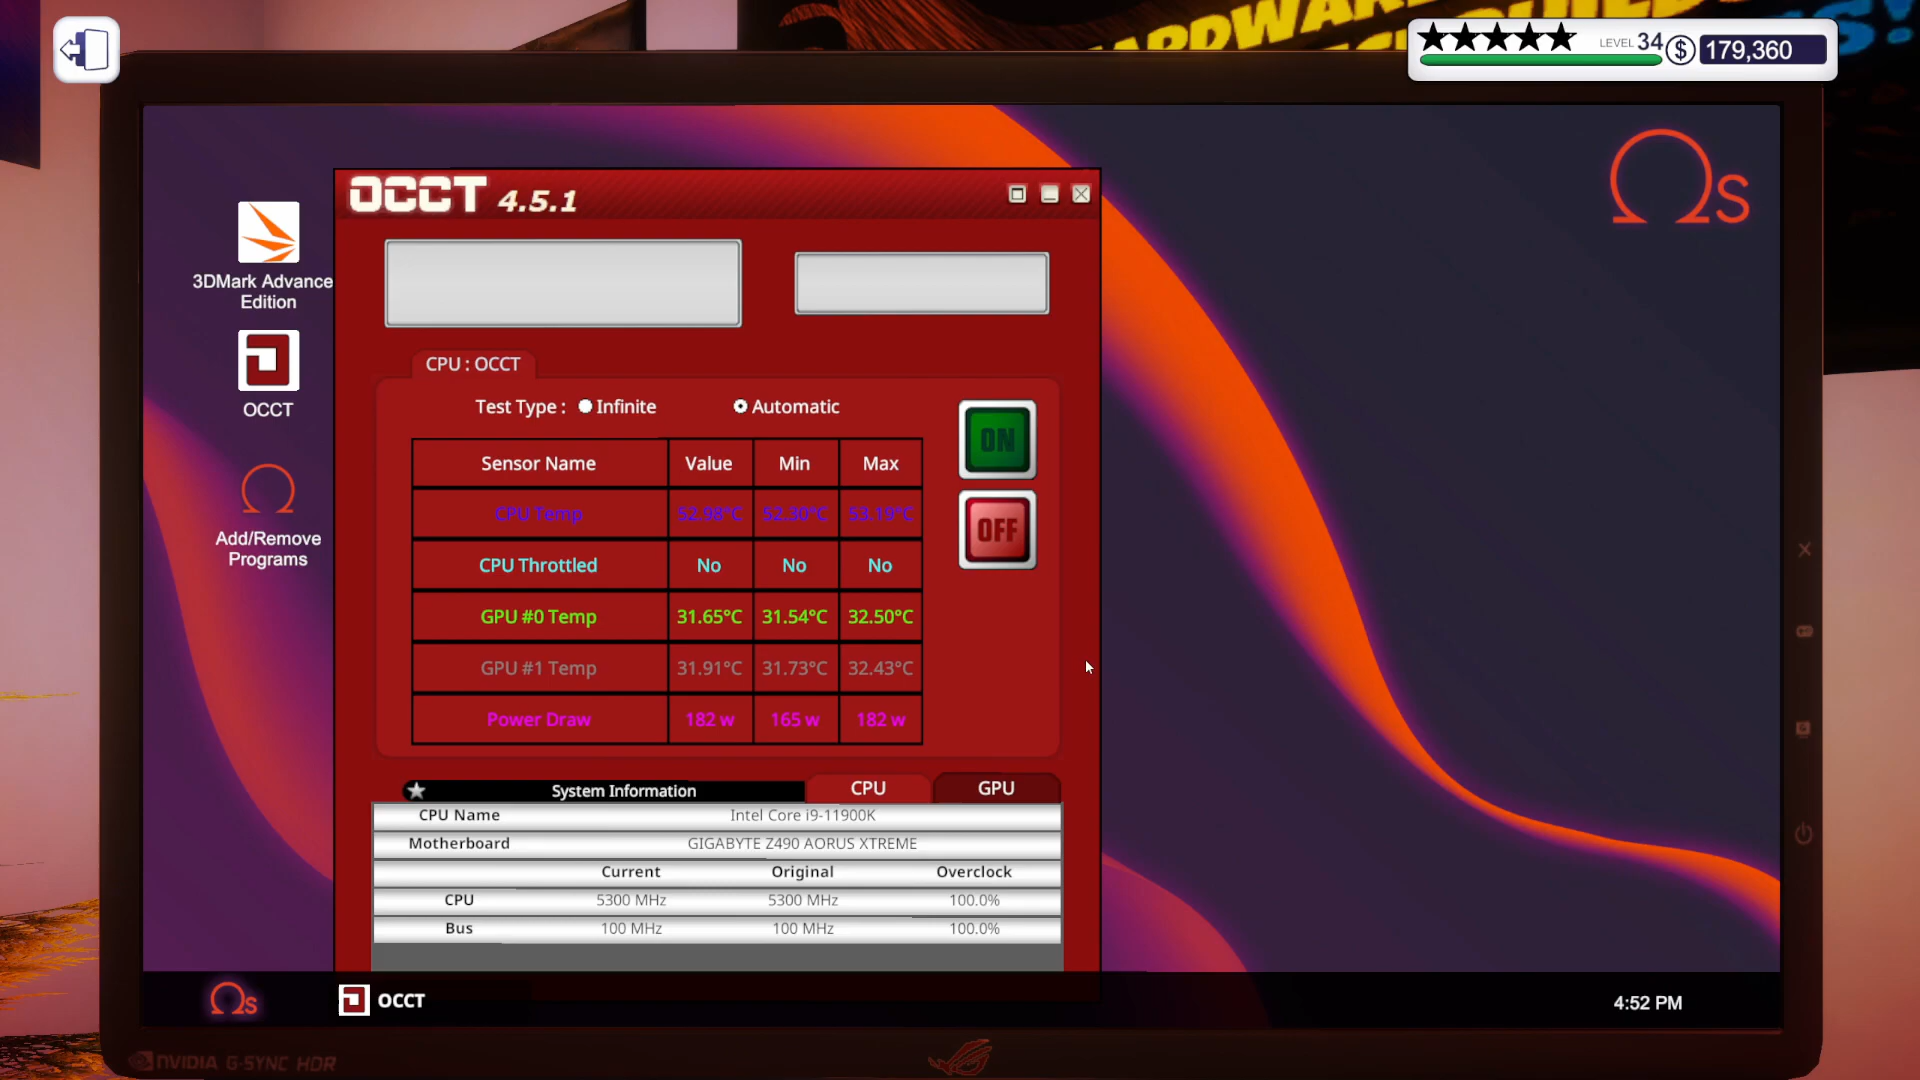 HARDWARE
BUILDS
LEVEL 34
$ 179,360
Ωs
OCCT 4.5.1
3DMark Advance
Edition
OCCT
Add/Remove
Programs
CPU : OCCT
Test Type : Infinite Automatic
ON
OFF
Sensor Name Value Min Max
CPU Temp 52.98°C 52.30°C 53.19°C
CPU Throttled No No No
GPU #0 Temp 31.65°C 31.54°C 32.50°C
GPU #1 Temp 31.91°C 31.73°C 32.43°C
Power Draw 182 w 165 w 182 w
System Information CPU GPU
CPU Name Intel Core i9-11900K
Motherboard GIGABYTE Z490 AORUS XTREME
Current Original Overclock
CPU 5300 MHz 5300 MHz 100.0%
Bus 100 MHz 100 MHz 100.0%
Ωs OCCT 4:52 PM
NVIDIA G-SYNC HDR